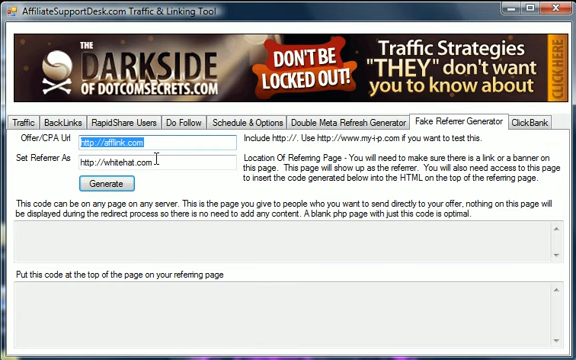 AffiliateSupportDesk.com Traffic & Linking Tool
THE
DARKSIDE
OF
DOTCOMSECRETS.COM
DON'T BE
LOCKED OUT!
Traffic Strategies
"THEY" don't want
you to know about
CLICK HERE
Traffic BackLinks RapidShare Users Do Follow Schedule & Options Double Meta Refresh Generator Fake Referrer Generator ClickBank
Offer/CPA Url http://afflink.com Include http://. Use http://www.my-i-p.com if you want to test this.
Set Referrer As http://whitehat.com Location Of Referring Page - You will need to make sure there is a link or a banner on
this page. This page will show up as the referrer. You will also need access to this page
to insert the code generated below into the HTML on the top of the referring page.
Generate
This code can be on any page on any server. This is the page you give to people who you want to send directly to your offer, nothing on this page will
be displayed during the redirect process so there is no need to add any content. A blank php page with just this code is optimal.
Put this code at the top of the page on your referring page